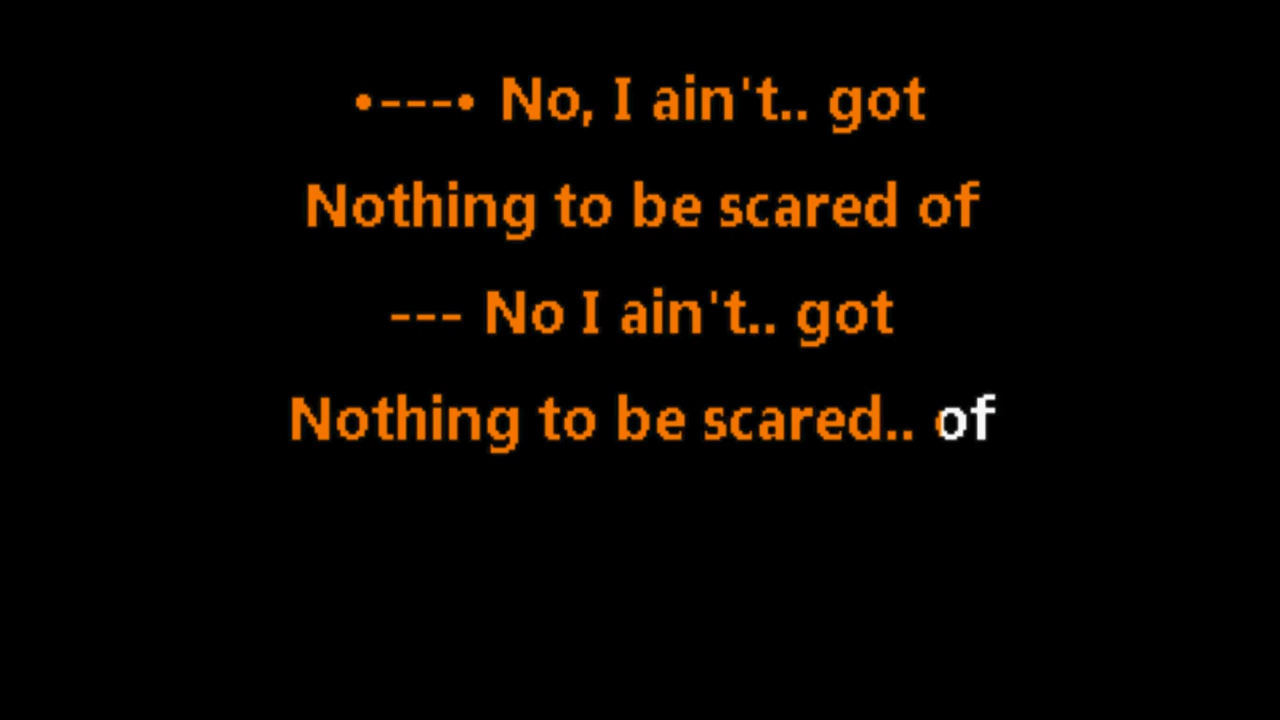 •---• No, I ain't.. got
Nothing to be scared of
--- No I ain't.. got
Nothing to be scared.. of